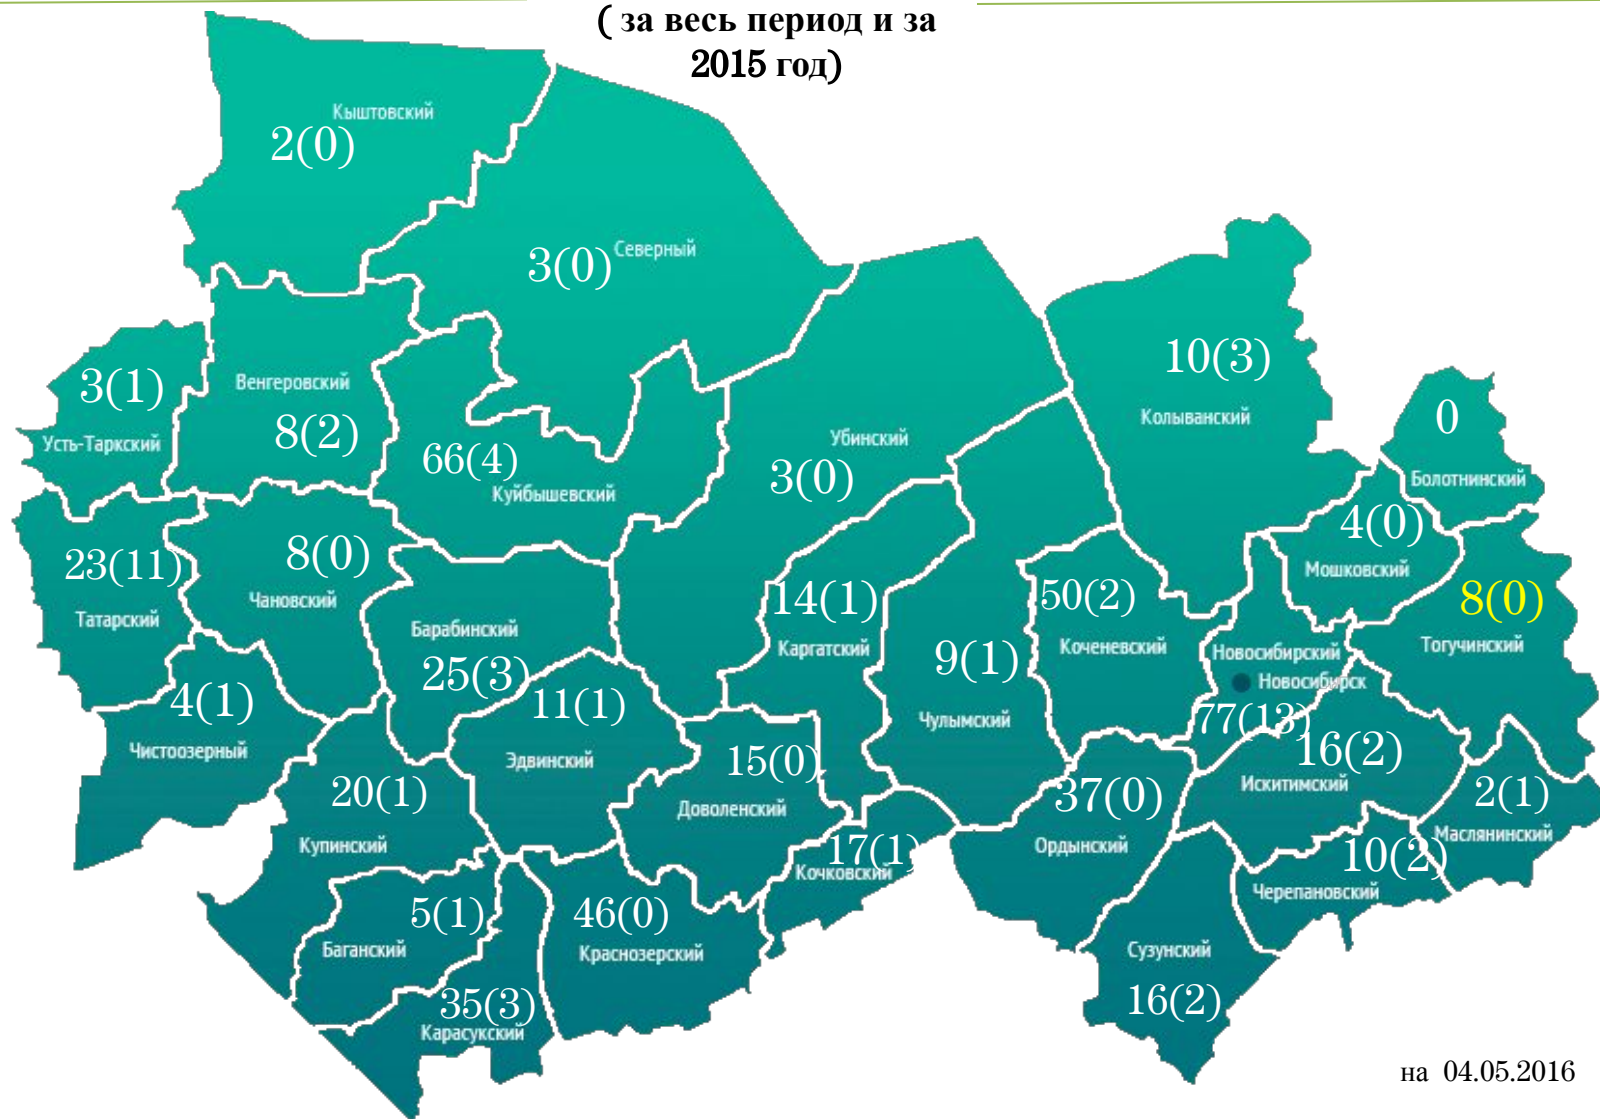 ( за весь период и за
2015 год)
Кыштовский
2(0)
Северный
3(0)
10(3)
Колыванский
3(1)
Усть-Таркский
Венгеровский
8(2)
66(4)
Куйбышевский
Убинский
3(0)
0
Болотнинский
4(0)
Мошковский
23(11)
Татарский
8(0)
Чановский
Барабинский
25(3)
14(1)
Каргатский
9(1)
Чулымский
50(2)
Коченевский
Новосибирский
Новосибирск
77(13)
8(0)
Тогучинский
4(1)
Чистоозерный
11(1)
Эдвинский
15(0)
Доволенский
16(2)
Искитимский
2(1)
Маслянинский
20(1)
Купинский
17(1)
Кочковский
37(0)
Ордынский
10(2)
Черепановский
5(1)
Баганский
46(0)
Краснозерский
Сузунский
16(2)
35(3)
Карасукский
на 04.05.2016